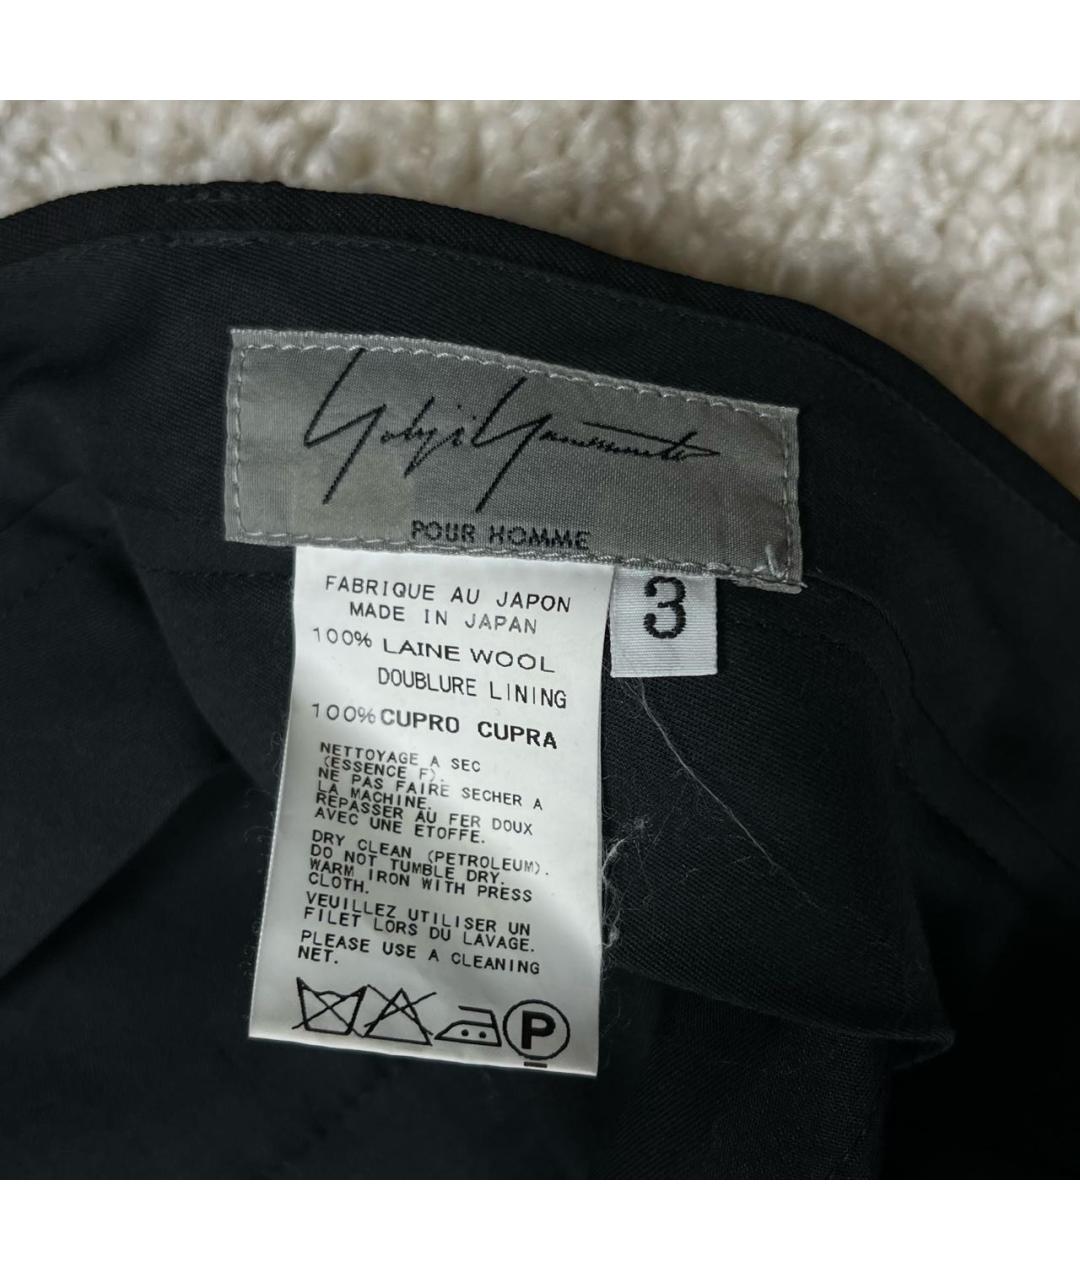 Yohji Yamamoto
POUR HOMME
3
FABRIQUE AU JAPON
MADE IN JAPAN
100% LAINE WOOL
DOUBLURE LINING
100% CUPRO CUPRA
NETTOYAGE A SEC
(ESSENCE F).
NE PAS FAIRE SECHER A
LA MACHINE.
REPASSER AU FER DOUX
AVEC UNE ETOFFE.
DRY CLEAN (PETROLEUM).
DO NOT TUMBLE DRY.
WARM IRON WITH PRESS
CLOTH.
VEUILLEZ UTILISER UN
FILET LORS DU LAVAGE.
PLEASE USE A CLEANING
NET.
P